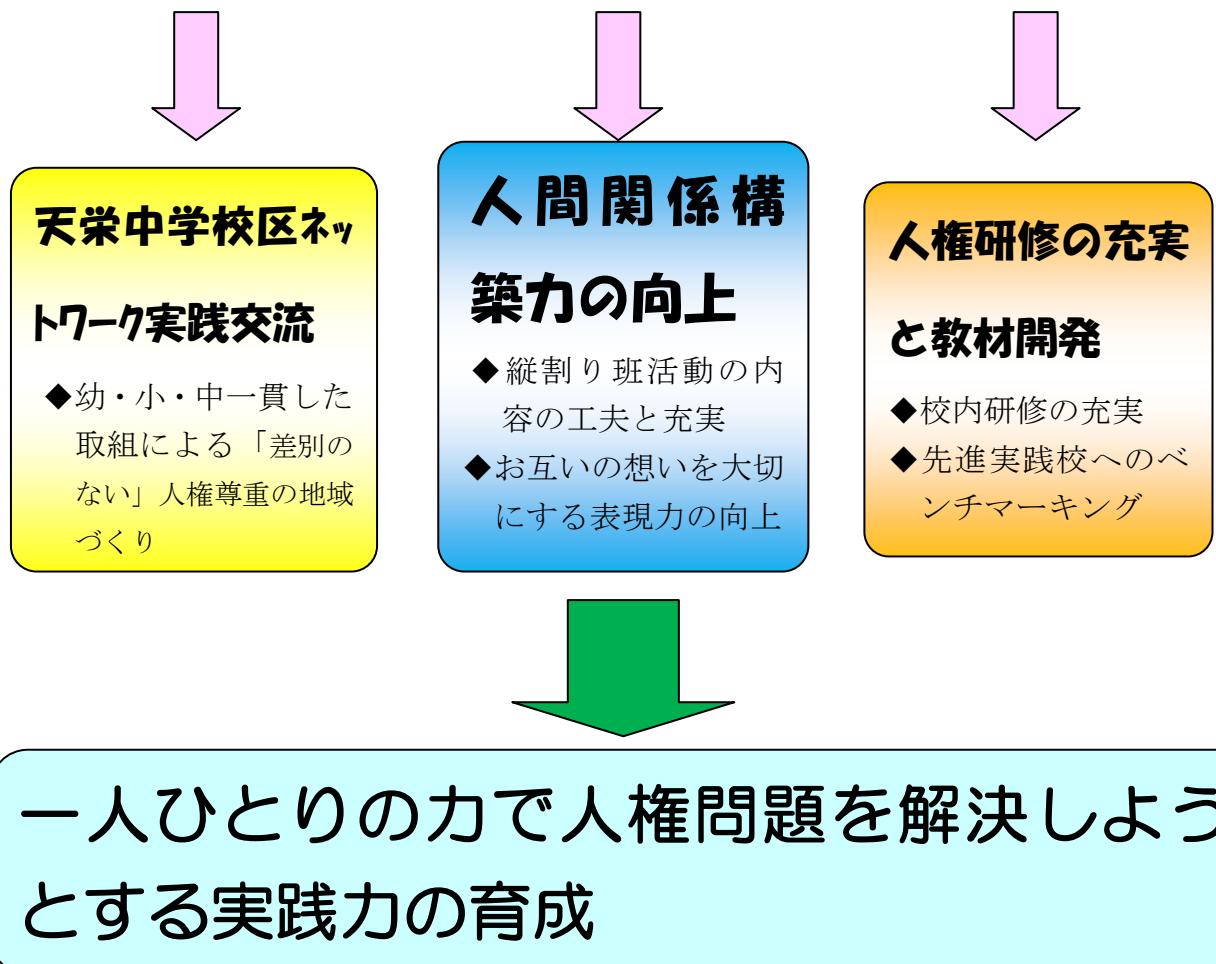 天栄中学校区ネッ
トワーク実践交流
◆幼・小・中一貫した
取組による「差別の
ない」人権尊重の地域
づくり
人間関係構
築力の向上
◆縦割り班活動の内
容の工夫と充実
◆お互いの想いを大切
にする表現力の向上
人権研修の充実
と教材開発
◆校内研修の充実
◆先進実践校へのベ
ンチマーキング
一人ひとりの力で人権問題を解決しよう
とする実践力の育成